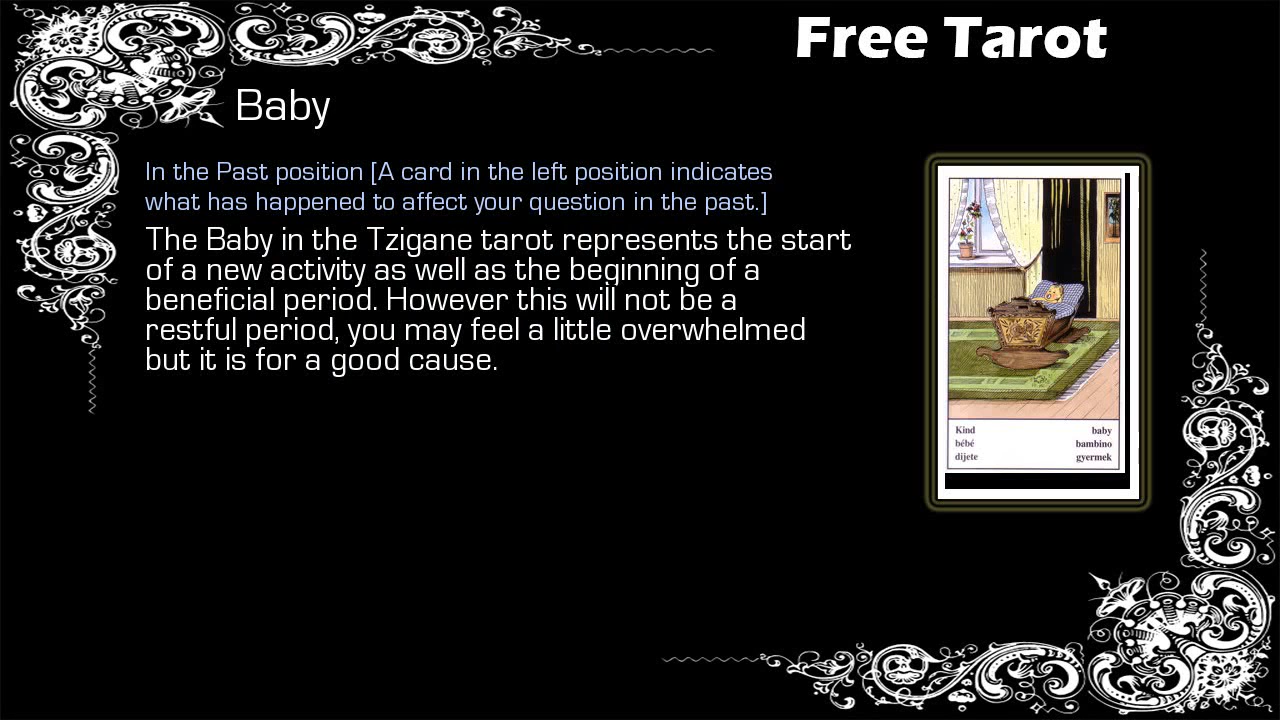 Free Tarot
Baby
In the Past position [A card in the left position indicates
what has happened to affect your question in the past.]
The Baby in the Tzigane tarot represents the start
of a new activity as well as the beginning of a
beneficial period. However this will not be a
restful period, you may feel a little overwhelmed
but it is for a good cause.
Kind baby
bébé bambino
dijete gyermek